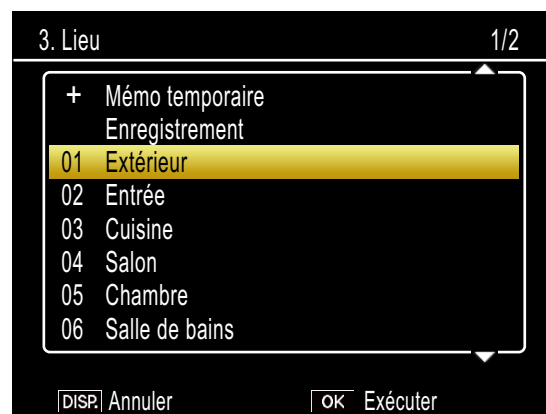 3. Lieu 1/2
+ Mémo temporaire
Enregistrement
01 Extérieur
02 Entrée
03 Cuisine
04 Salon
05 Chambre
06 Salle de bains
DISP. Annuler OK Exécuter